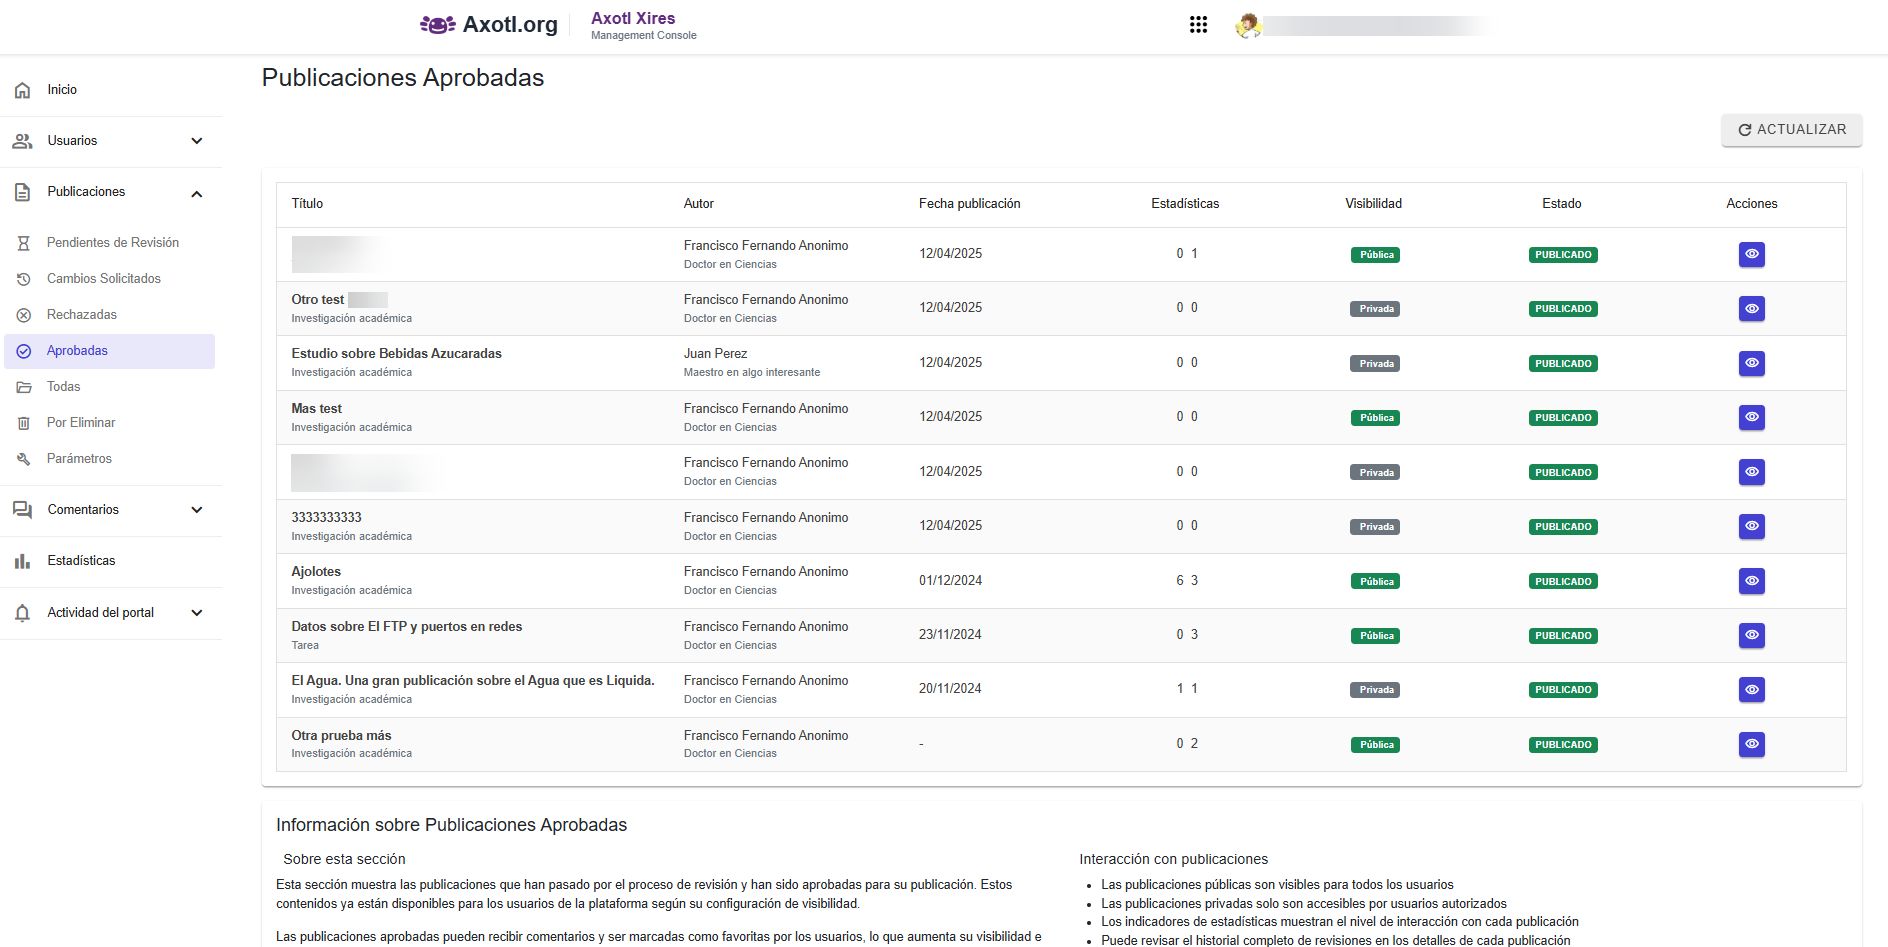 Axotl.org
Axotl Xires
Management Console
Inicio
Usuarios
Publicaciones
Pendientes de Revisión
Cambios Solicitados
Rechazadas
Aprobadas
Todas
Por Eliminar
Parámetros
Comentarios
Estadísticas
Actividad del portal
Publicaciones Aprobadas
ACTUALIZAR
Título Autor Fecha publicación Estadísticas Visibilidad Estado Acciones
Francisco Fernando Anonimo 12/04/2025 0 1 Pública PUBLICADO
Doctor en Ciencias
Otro test Francisco Fernando Anonimo 12/04/2025 0 0 Privada PUBLICADO
Investigación académica Doctor en Ciencias
Estudio sobre Bebidas Azucaradas Juan Perez 12/04/2025 0 0 Privada PUBLICADO
Investigación académica Maestro en algo interesante
Mas test Francisco Fernando Anonimo 12/04/2025 0 0 Pública PUBLICADO
Investigación académica Doctor en Ciencias
Francisco Fernando Anonimo 12/04/2025 0 0 Privada PUBLICADO
Doctor en Ciencias
3333333333 Francisco Fernando Anonimo 12/04/2025 0 0 Privada PUBLICADO
Investigación académica Doctor en Ciencias
Ajolotes Francisco Fernando Anonimo 01/12/2024 6 3 Pública PUBLICADO
Investigación académica Doctor en Ciencias
Datos sobre El FTP y puertos en redes Francisco Fernando Anonimo 23/11/2024 0 3 Pública PUBLICADO
Tarea Doctor en Ciencias
El Agua. Una gran publicación sobre el Agua que es Liquida. Francisco Fernando Anonimo 20/11/2024 1 1 Privada PUBLICADO
Investigación académica Doctor en Ciencias
Otra prueba más Francisco Fernando Anonimo - 0 2 Pública PUBLICADO
Investigación académica Doctor en Ciencias
Información sobre Publicaciones Aprobadas
Sobre esta sección
Esta sección muestra las publicaciones que han pasado por el proceso de revisión y han sido aprobadas para su publicación. Estos
contenidos ya están disponibles para los usuarios de la plataforma según su configuración de visibilidad.
Las publicaciones aprobadas pueden recibir comentarios y ser marcadas como favoritas por los usuarios, lo que aumenta su visibilidad e
Interacción con publicaciones
• Las publicaciones públicas son visibles para todos los usuarios
• Las publicaciones privadas solo son accesibles por usuarios autorizados
• Los indicadores de estadísticas muestran el nivel de interacción con cada publicación
• Puede revisar el historial completo de revisiones en los detalles de cada publicación